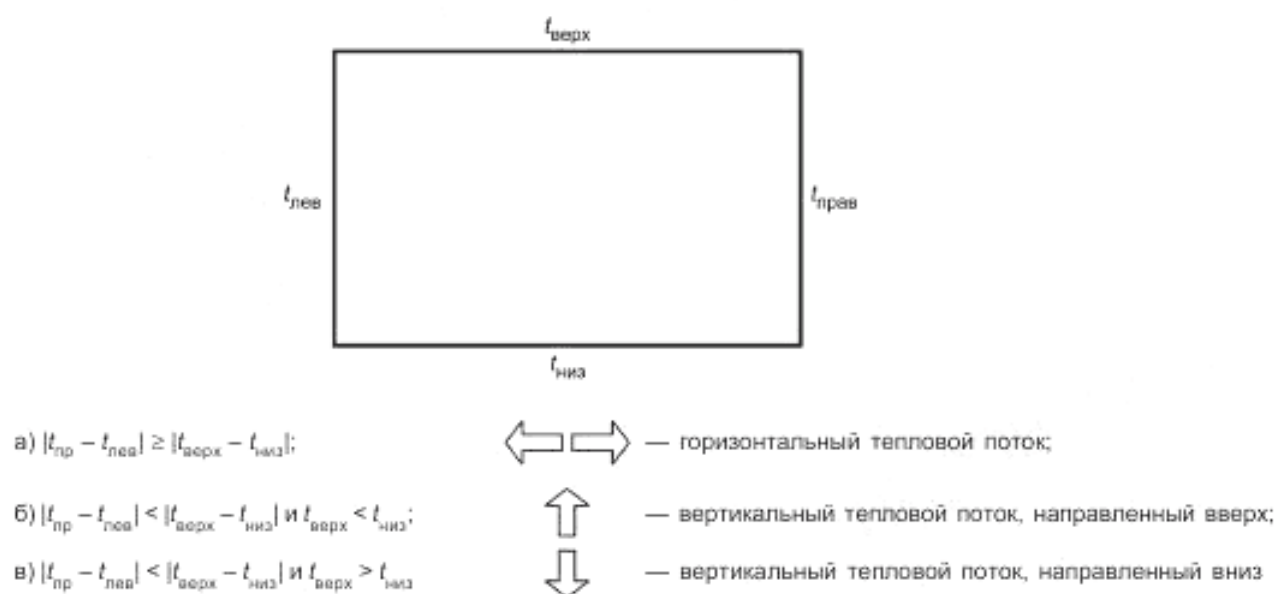 tверх
tлев
tправ
tниз
а) |tпр – tлев| ≥ |tверх – tниз|; — горизонтальный тепловой поток;
б) |tпр – tлев| < |tверх – tниз| и tверх < tниз; — вертикальный тепловой поток, направленный вверх;
в) |tпр – tлев| < |tверх – tниз| и tверх > tниз — вертикальный тепловой поток, направленный вниз